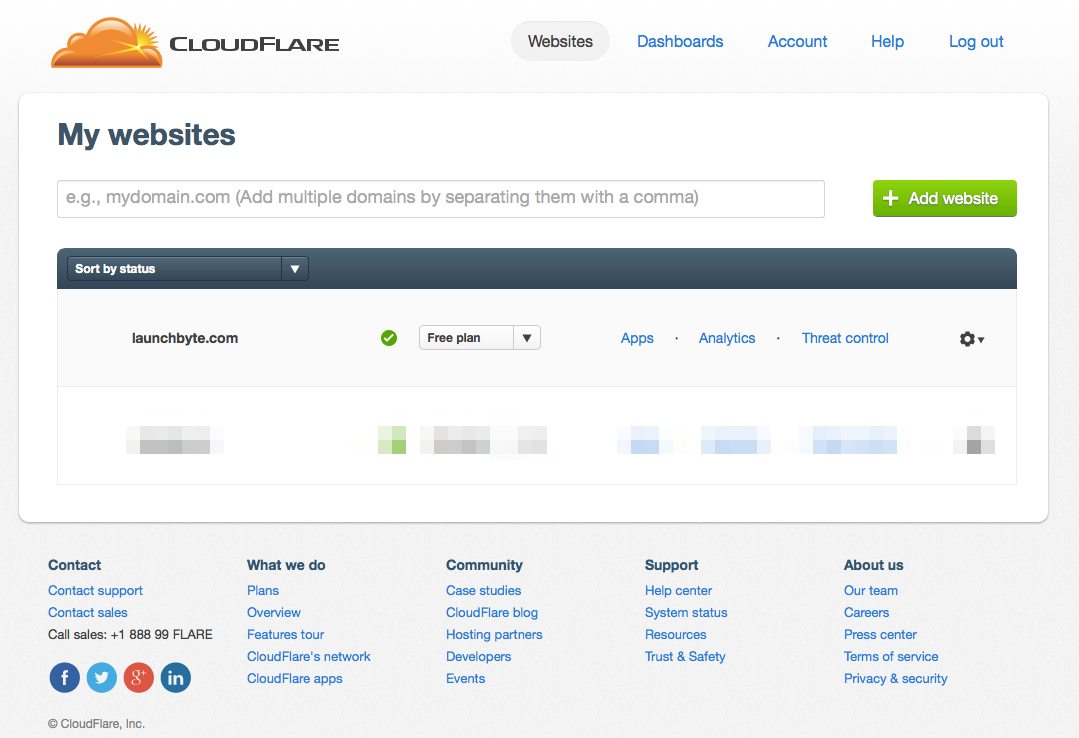 CLOUDFLARE
Websites Dashboards Account Help Log out
My websites
e.g., mydomain.com (Add multiple domains by separating them with a comma)
+ Add website
Sort by status
launchbyte.com Free plan Apps · Analytics · Threat control
Contact What we do Community Support About us
Contact support Plans Case studies Help center Our team
Contact sales Overview CloudFlare blog System status Careers
Call sales: +1 888 99 FLARE Features tour Hosting partners Resources Press center
CloudFlare's network Developers Trust & Safety Terms of service
CloudFlare apps Events Privacy & security
f g+ in
© CloudFlare, Inc.